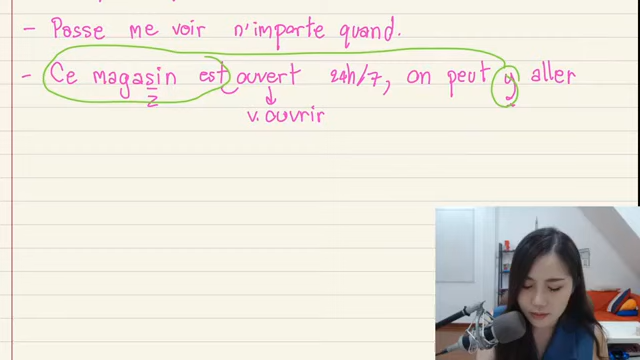 - Passe me voir n'importe quand.
- Ce magasin est ouvert 24h/7, on peut y aller
z
v. ouvrir